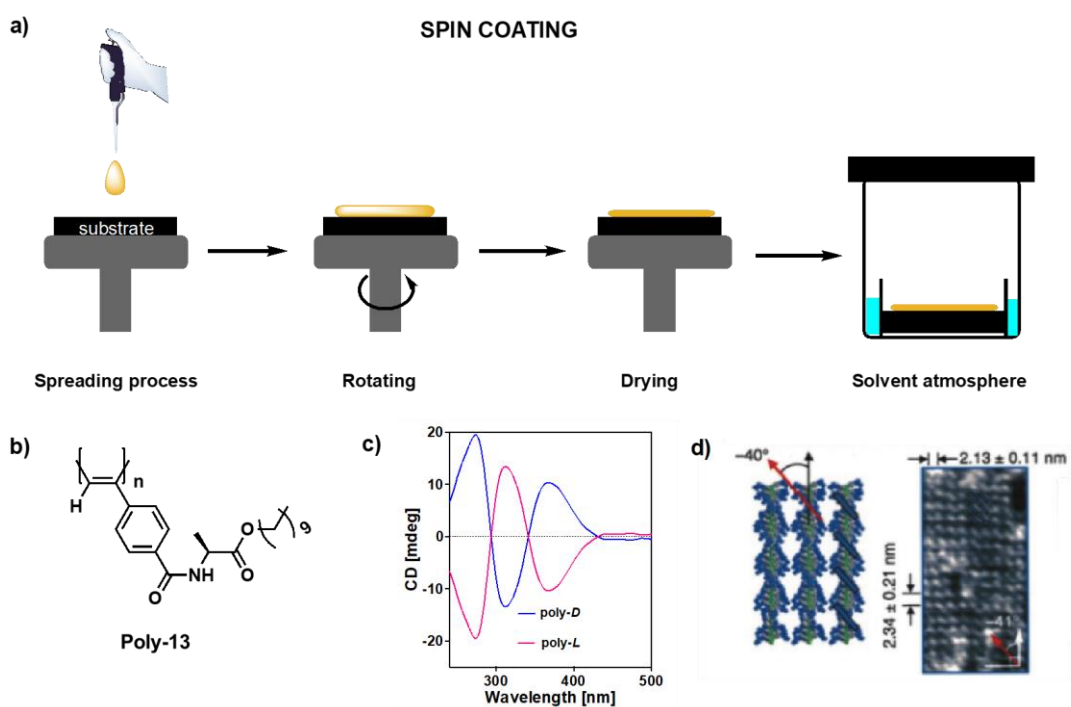 a)
SPIN COATING
substrate
Spreading process
Rotating
Drying
Solvent atmosphere
b)
n
H
O
9
NH
O
O
Poly-13
c)
CD [mdeg]
20
10
0
-10
-20
poly-D
poly-L
300
400
500
Wavelength [nm]
d)
–40°
2.13 ± 0.11 nm
2.34 ± 0.21 nm